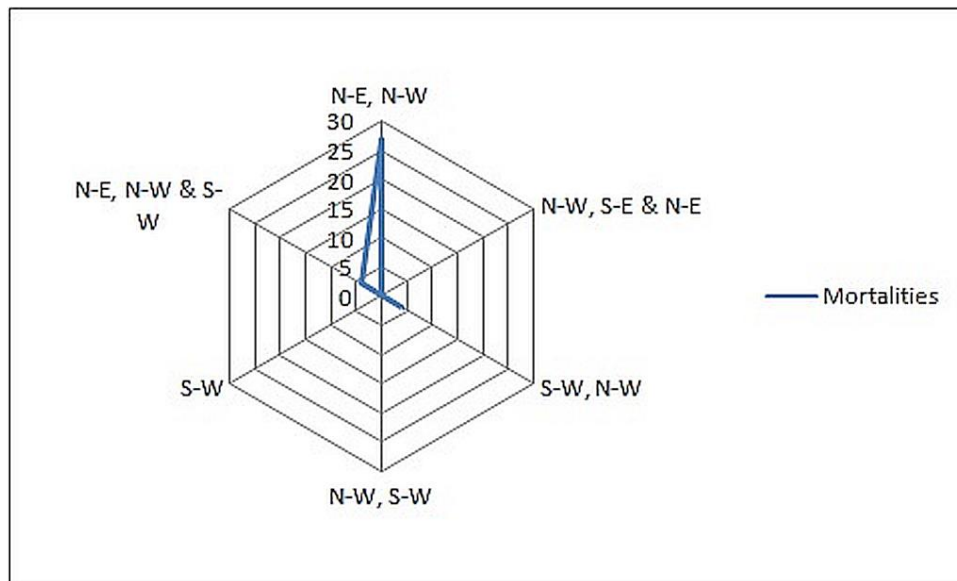 N-E, N-W
30
25
20
15
10
5
0
N-E, N-W & S-
W
N-W, S-E & N-E
S-W
S-W, N-W
N-W, S-W
Mortalities